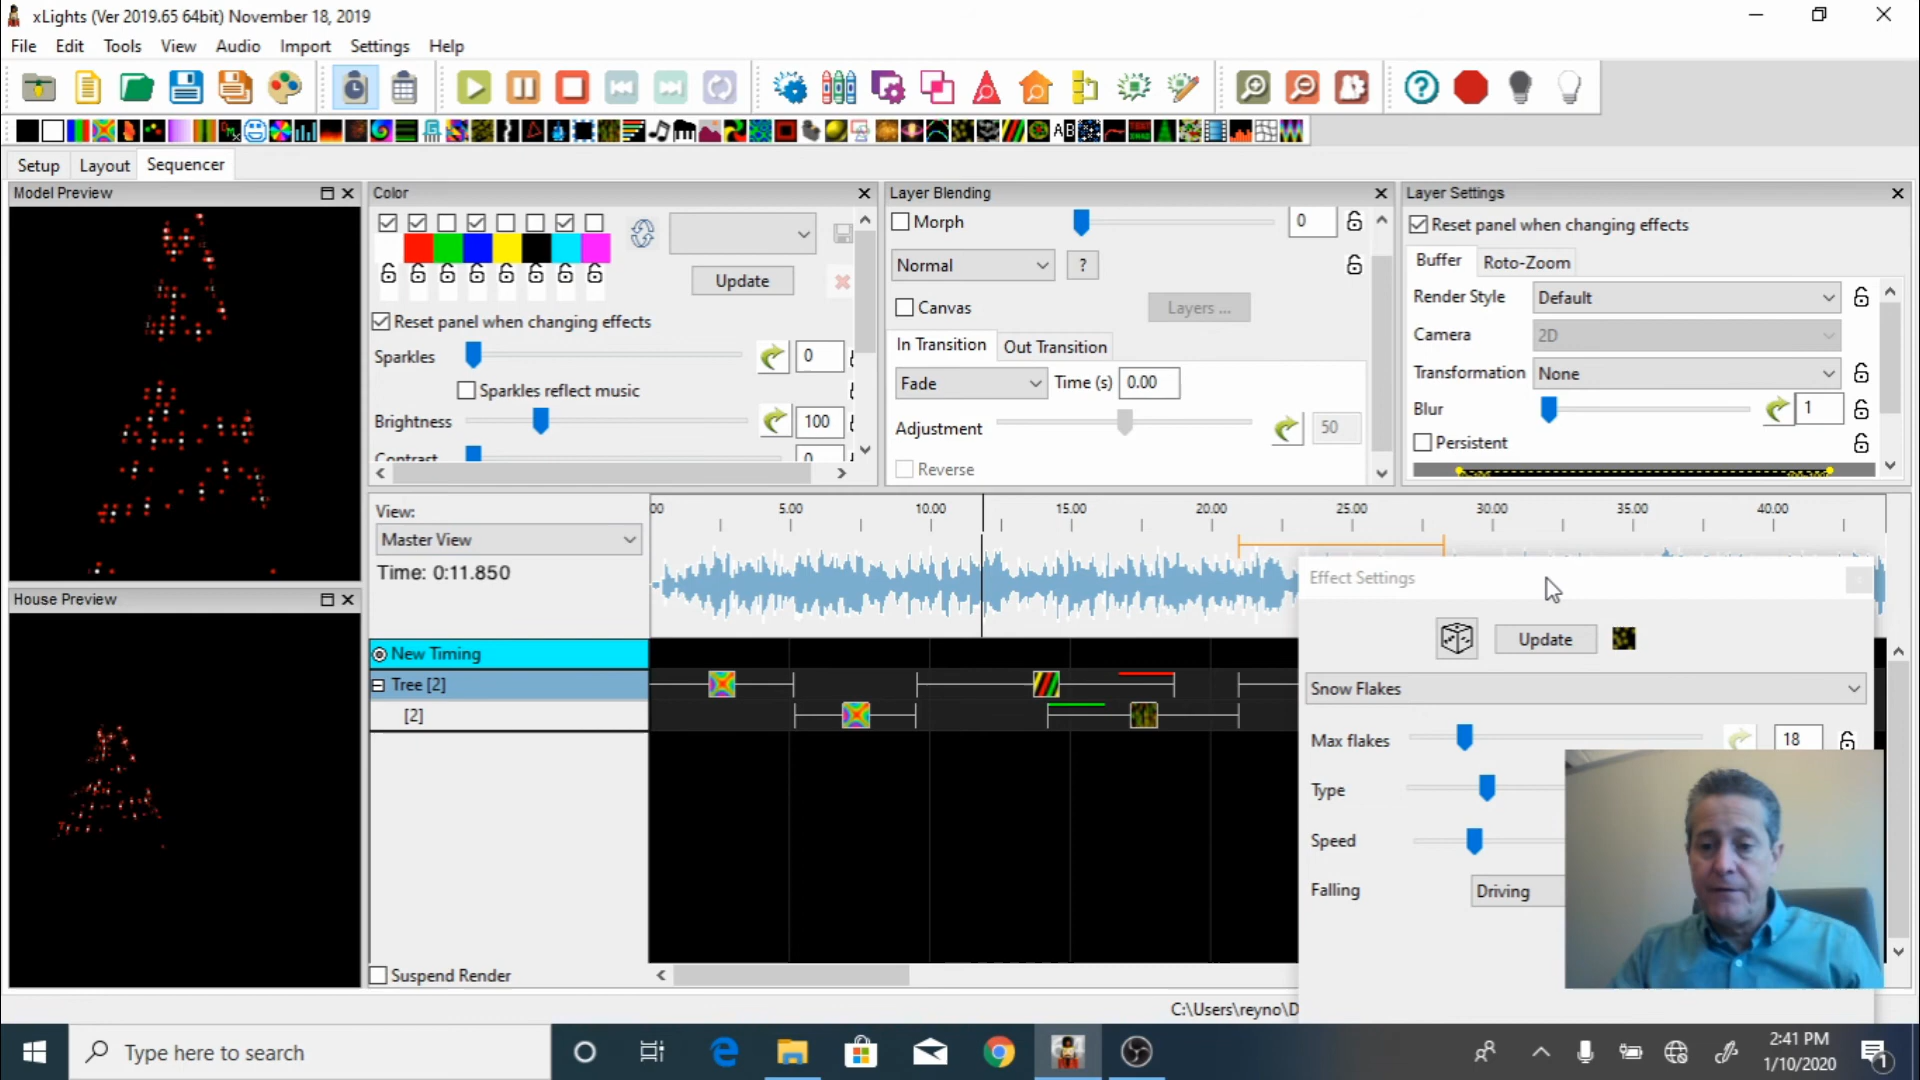 xLights (Ver 2019.65 64bit) November 18, 2019
File Edit Tools View Audio Import Settings Help
Setup Layout Sequencer
Model Preview
Color
Layer Blending
Layer Settings
Morph
0
Reset panel when changing effects
Buffer Roto-Zoom
Normal
?
Update
Render Style Default
Canvas
Layers ...
Reset panel when changing effects
Camera 2D
In Transition Out Transition
Sparkles 0
Transformation None
Fade Time (s) 0.00
Sparkles reflect music
Blur 1
Brightness 100
Adjustment 50
Persistent
Contrast 0
Reverse
View:
00 5.00 10.00 15.00 20.00 25.00 30.00 35.00 40.00
Master View
Time: 0:11.850
House Preview
Effect Settings
Update
New Timing
Tree [2]
Snow Flakes
[2]
Max flakes 18
Type
Speed
Falling Driving
Suspend Render
C:\Users\reyno\D
Type here to search
2:41 PM
1/10/2020
1
AB